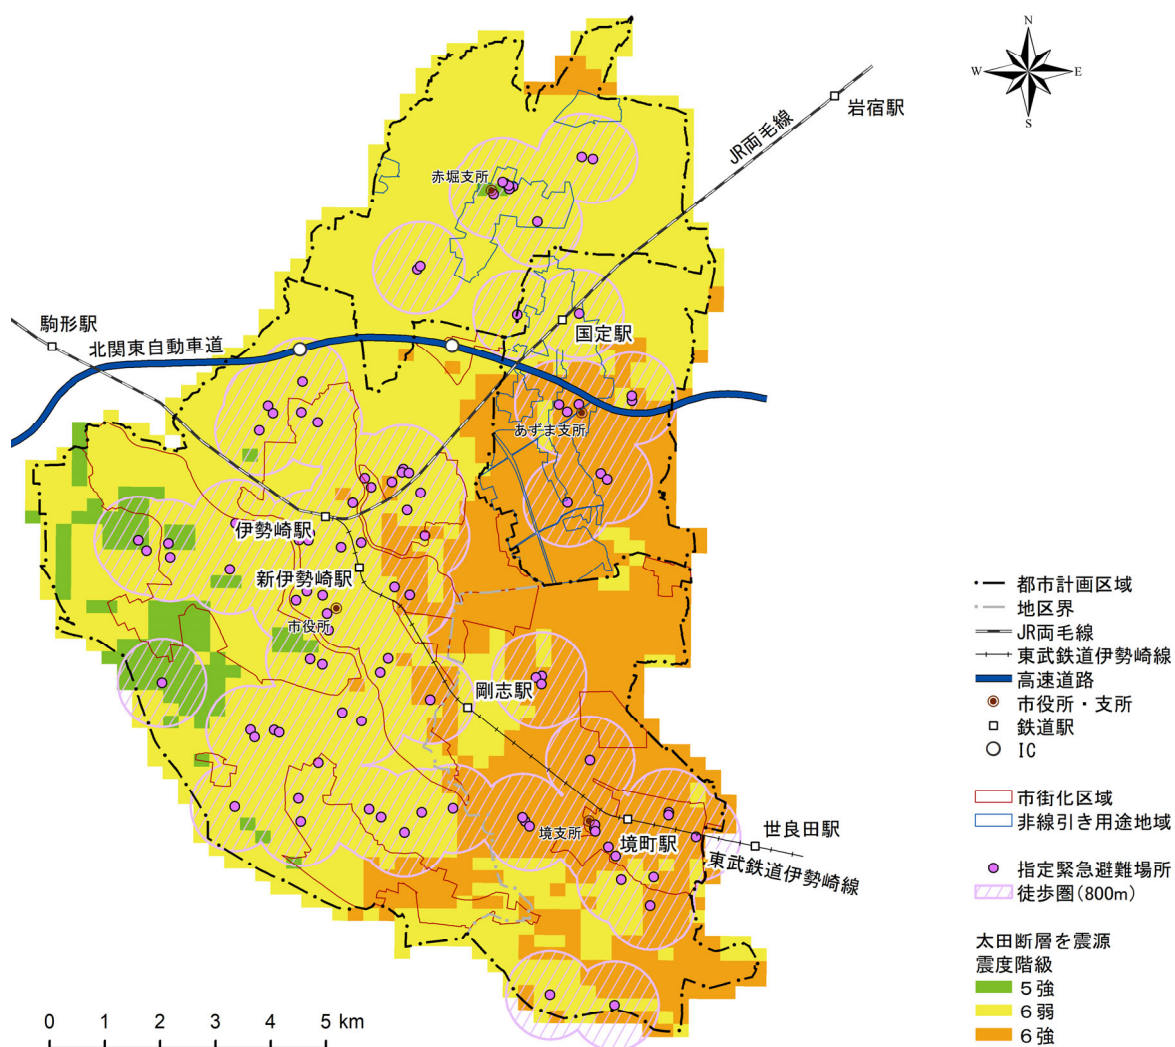 N
W
E
S
岩宿駅
JR両毛線
赤堀支所
国定駅
駒形駅
北関東自動車道
あずま支所
伊勢崎駅
新伊勢崎駅
市役所
剛志駅
境支所
境町駅
世良田駅
東武鉄道伊勢崎線
都市計画区域
地区界
JR両毛線
東武鉄道伊勢崎線
高速道路
市役所・支所
鉄道駅
IC
市街化区域
非線引き用途地域
指定緊急避難場所
徒歩圏(800m)
太田断層を震源
震度階級
5強
6弱
6強
0 1 2 3 4 5 km